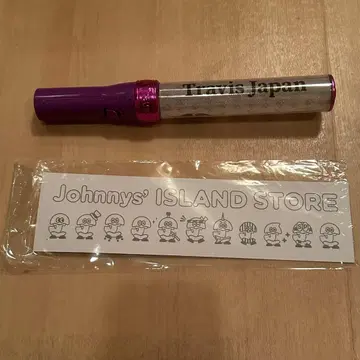 Travis Japan
Johnnys' ISLAND STORE